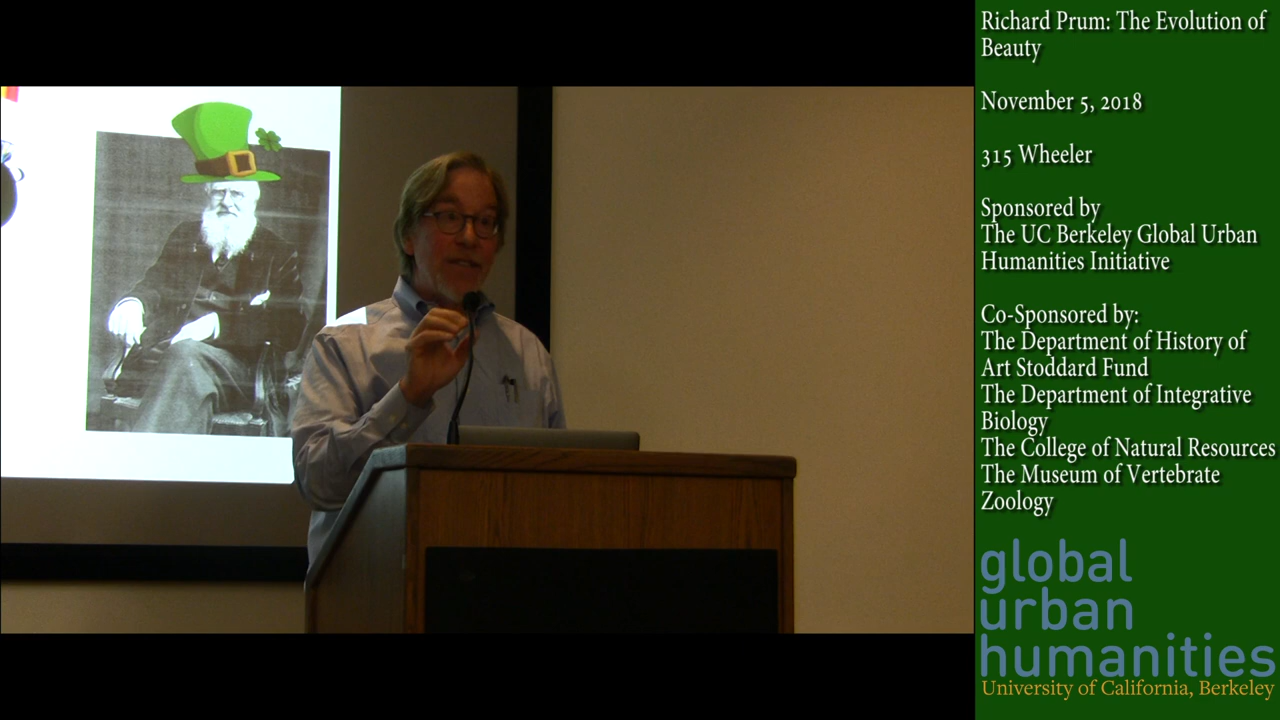 Richard Prum: The Evolution of
Beauty
November 5, 2018
315 Wheeler
Sponsored by
The UC Berkeley Global Urban
Humanities Initiative
Co-Sponsored by:
The Department of History of
Art Stoddard Fund
The Department of Integrative
Biology
The College of Natural Resources
The Museum of Vertebrate
Zoology
global
urban
humanities
University of California, Berkeley